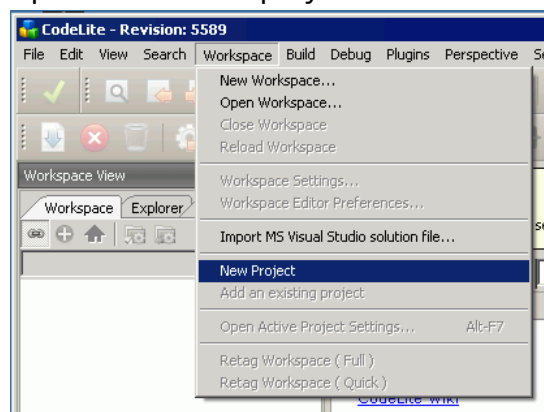 CodeLite - Revision: 5589
File Edit View Search Workspace Build Debug Plugins Perspective
New Workspace...
Open Workspace...
Close Workspace
Reload Workspace
Workspace View
Workspace Settings...
Workspace Explorer
Workspace Editor Preferences...
Import MS Visual Studio solution file...
New Project
Add an existing project
Open Active Project Settings... Alt-F7
Retag Workspace ( Full )
Retag Workspace ( Quick )
CodeLite Wiki